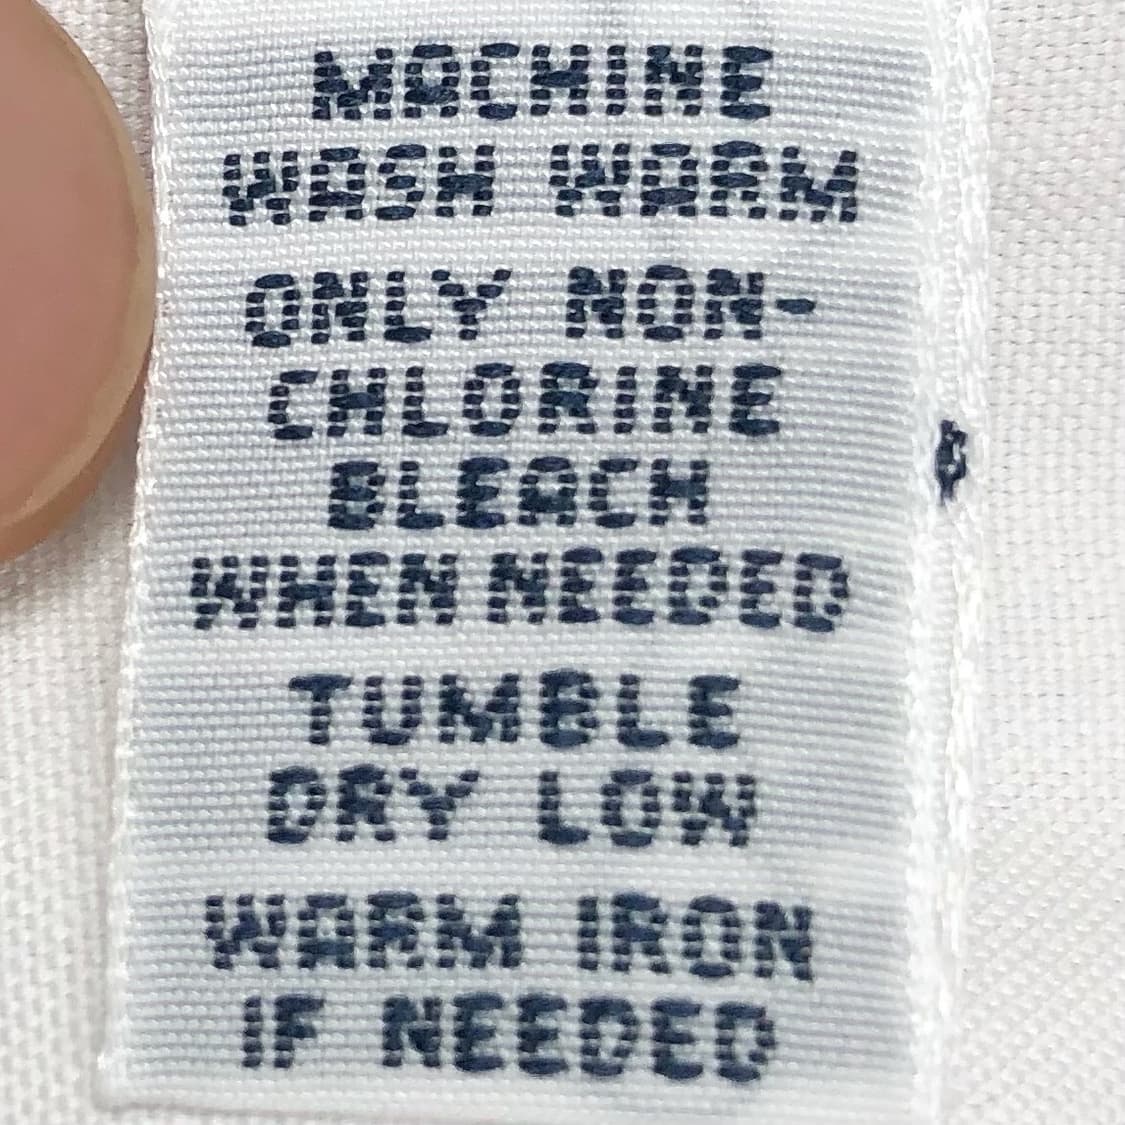 MACHINE
WASH WARM
ONLY NON-
CHLORINE
BLEACH
WHEN NEEDED
TUMBLE
DRY LOW
WARM IRON
IF NEEDED